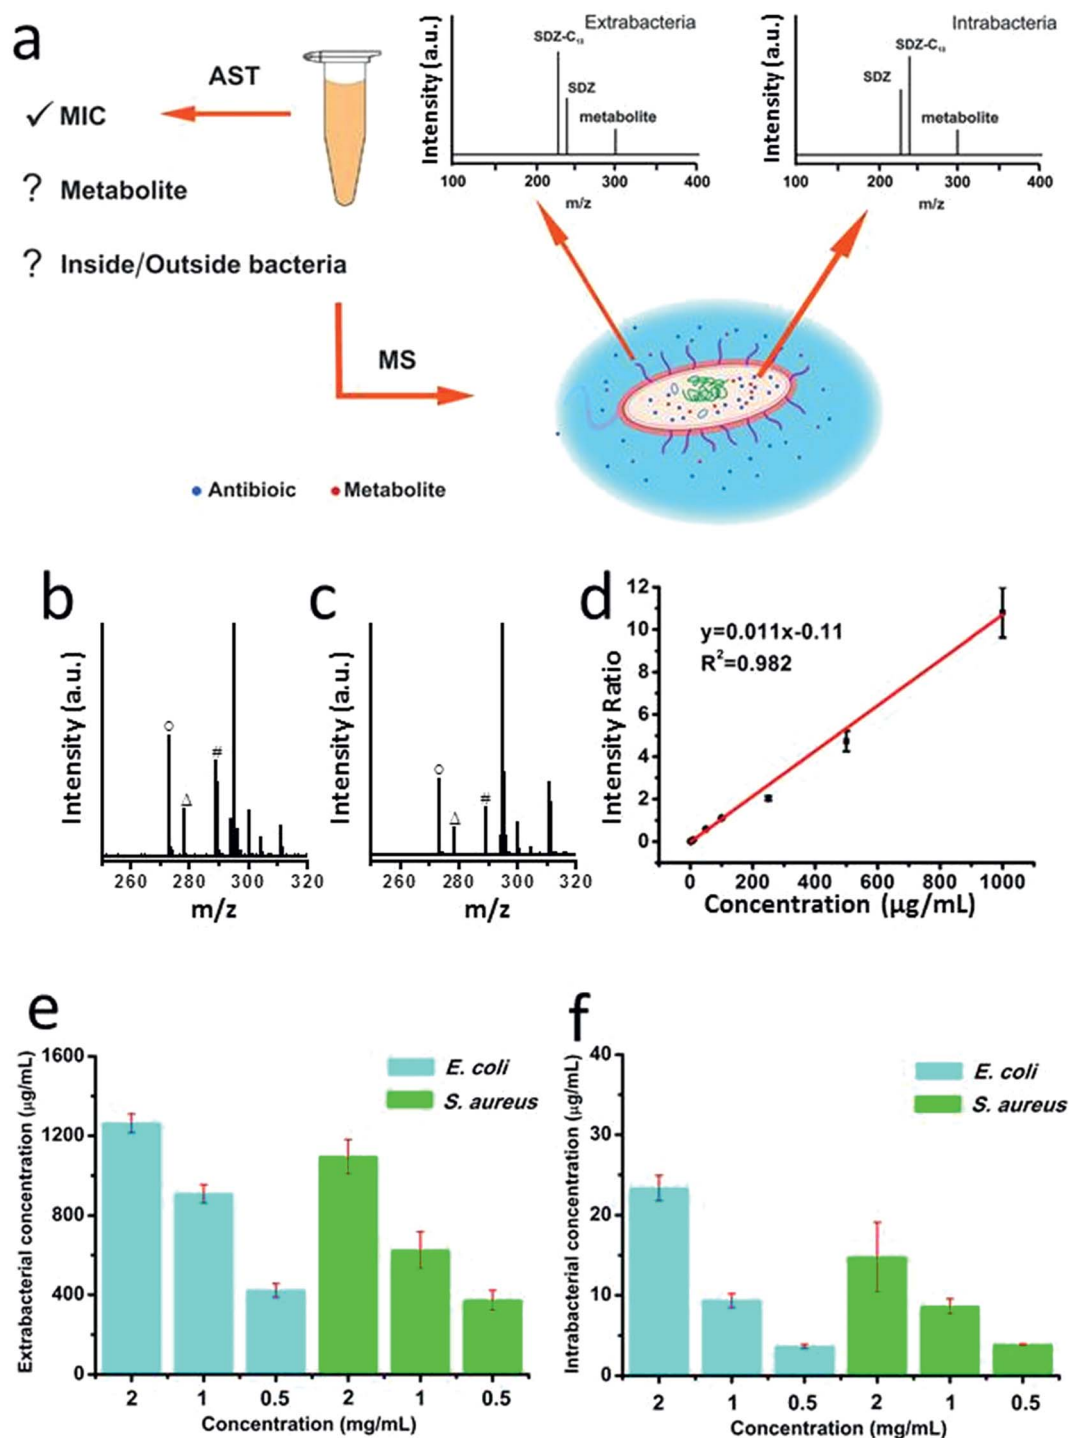 a
AST
✓ MIC
? Metabolite
? Inside/Outside bacteria
MS
Extrabacteria
Intensity (a.u.)
SDZ-C₁₃
SDZ
metabolite
100 200 300 400
m/z
Intrabacteria
Intensity (a.u.)
SDZ-C₁₃
SDZ
metabolite
100 200 300 400
m/z
Antibioic Metabolite
b
Intensity (a.u.)
○
Δ
#
260 280 300 320
m/z
c
Intensity (a.u.)
○
Δ
#
260 280 300 320
m/z
d
Intensity Ratio
12
10
8
6
4
2
0
y=0.011x-0.11
R²=0.982
0 200 400 600 800 1000
Concentration (µg/mL)
e
Extrabacterial concentration (µg/mL)
1600
1200
800
400
0
E. coli
S. aureus
2 1 0.5 2 1 0.5
Concentration (mg/mL)
f
Intrabacterial concentration (µg/mL)
40
30
20
10
0
E. coli
S. aureus
2 1 0.5 2 1 0.5
Concentration (mg/mL)